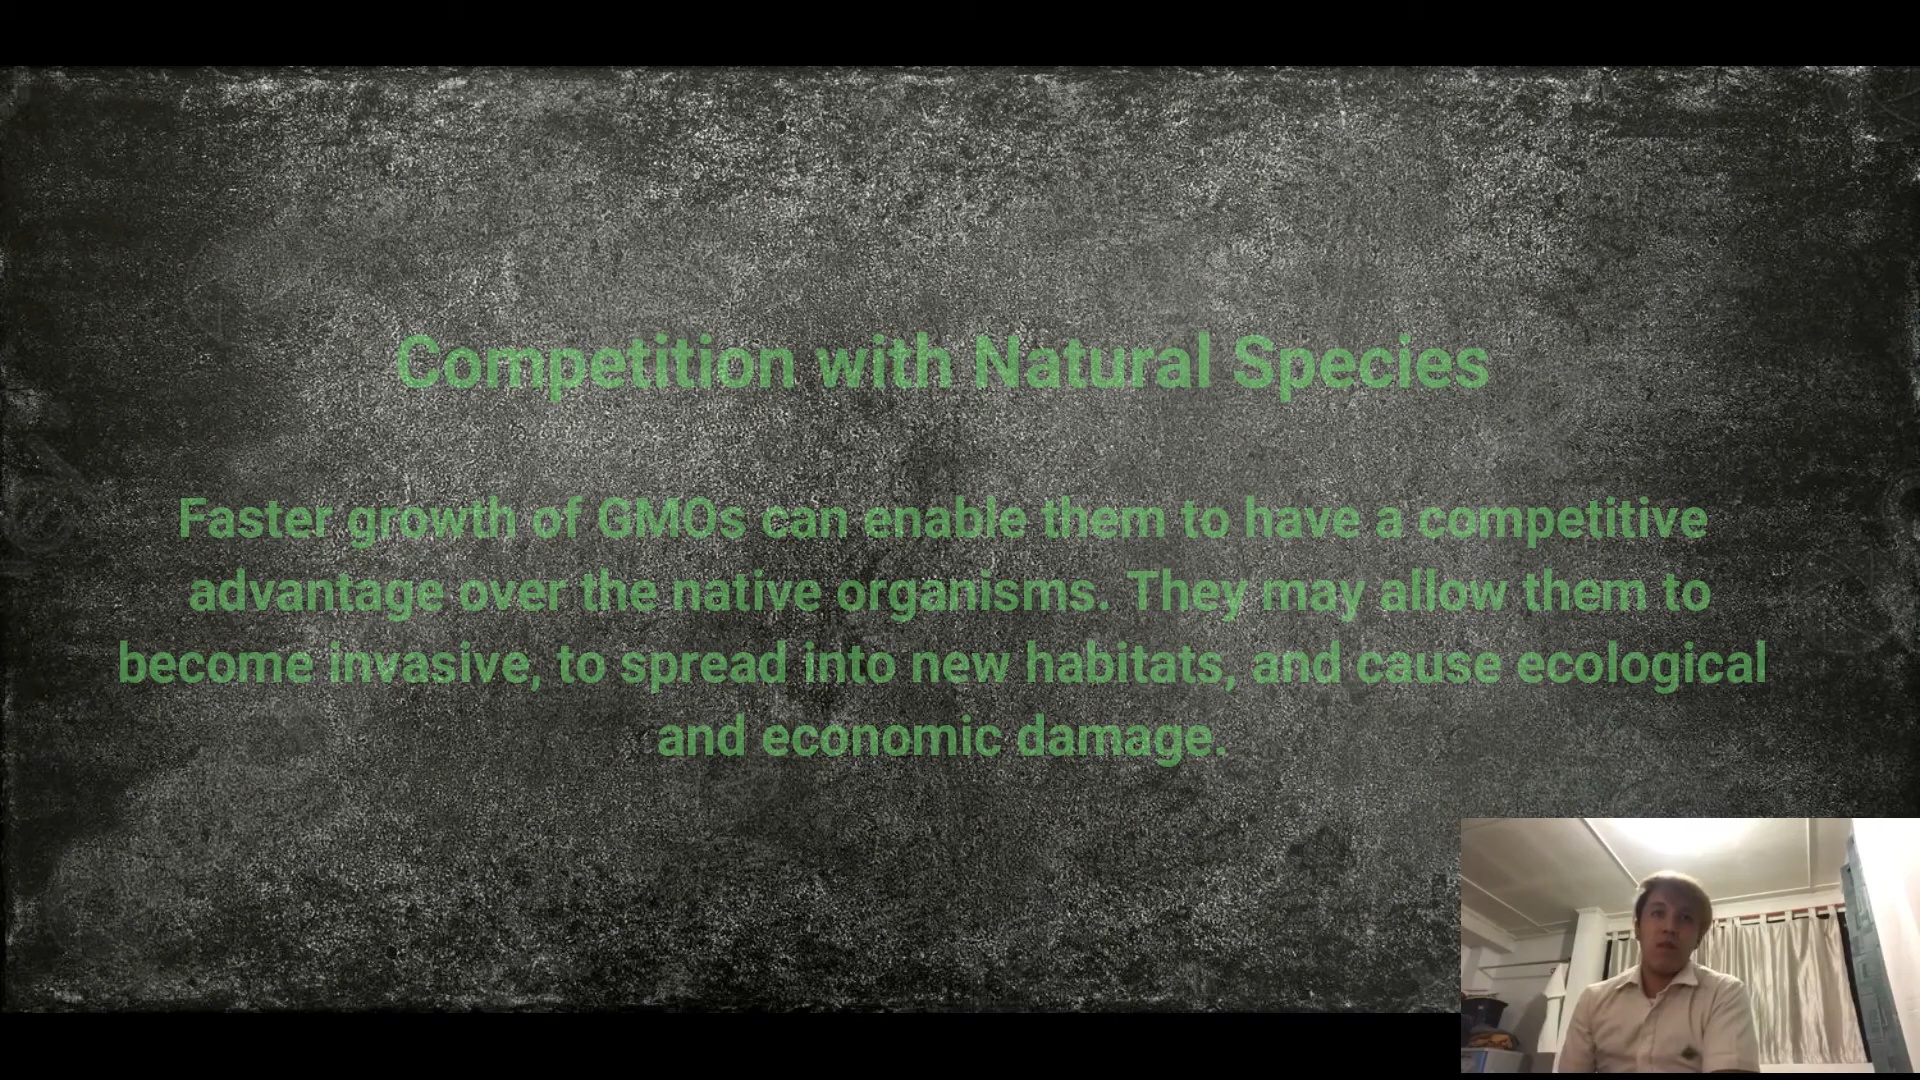 Competition with Natural Species
Faster growth of GMOs can enable them to have a competitive
advantage over the native organisms. They may allow them to
become invasive, to spread into new habitats, and cause ecological
and economic damage.